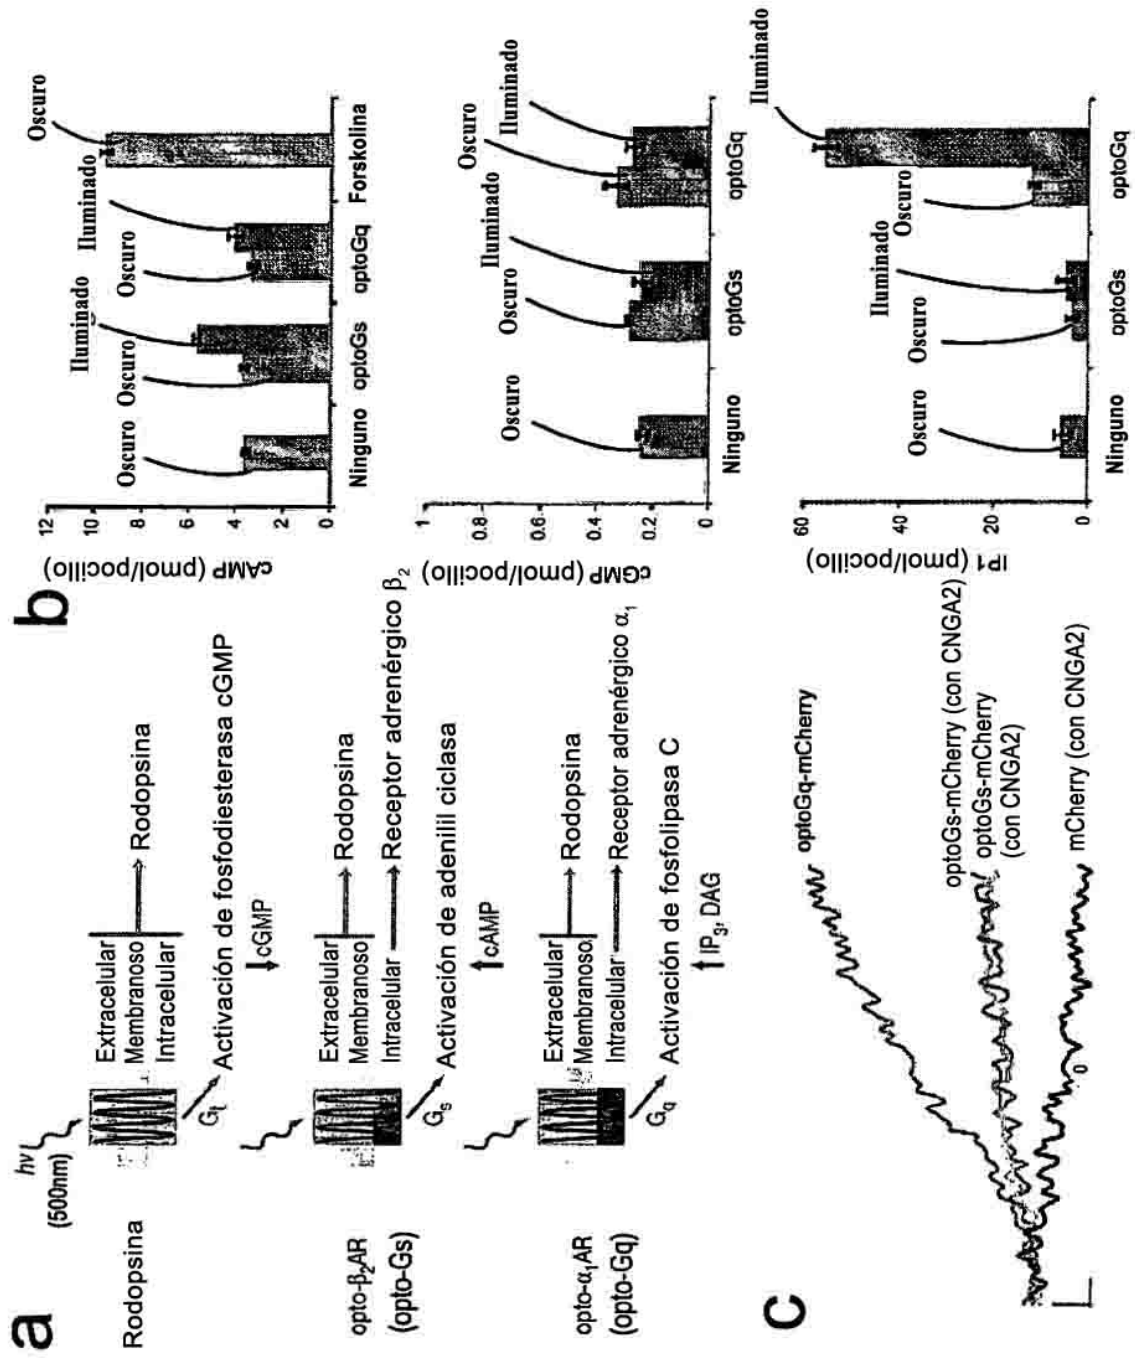 a
hν
(500nm)
Rodopsina
Extracelular
Membranoso
Intracelular
Rodopsina
Gt
Activación de fosfodiesterasa cGMP
cGMP
opto-β2AR
(opto-Gs)
Extracelular
Membranoso
Intracelular
Rodopsina
Receptor adrenérgico β2
Gs
Activación de adenilil ciclasa
cAMP
opto-α1AR
(opto-Gq)
Extracelular
Membranoso
Intracelular
Rodopsina
Receptor adrenérgico α1
Gq
Activación de fosfolipasa C
IP3, DAG
b
cAMP (pmol/pocillo)
12
10
8
6
4
2
0
Oscuro
Oscuro
Iluminado
Oscuro
Iluminado
Oscuro
Ninguno
optoGs
optoGq
Forskolina
cGMP (pmol/pocillo)
1
0.8
0.6
0.4
0.2
0
Oscuro
Oscuro
Iluminado
Oscuro
Iluminado
Ninguno
optoGs
optoGq
IP1 (pmol/pocillo)
60
40
20
0
Oscuro
Oscuro
Iluminado
Oscuro
Iluminado
Ninguno
optoGs
optoGq
c
optoGq-mCherry
optoGs-mCherry (con CNGA2)
optoGs-mCherry
(con CNGA2)
mCherry (con CNGA2)
0